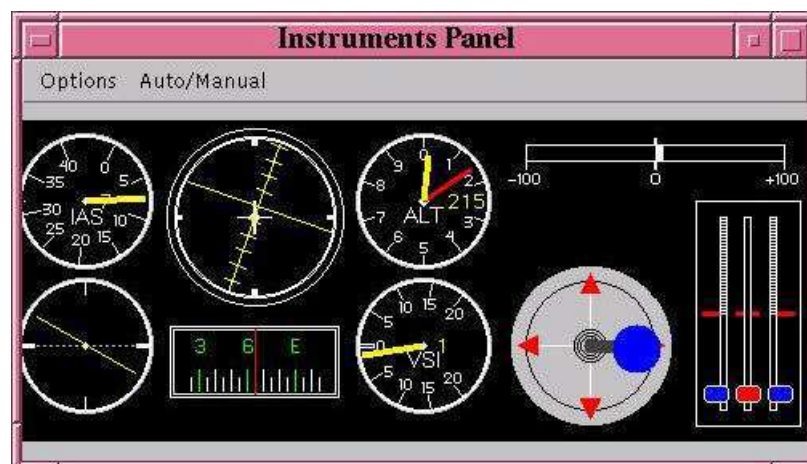 Instruments Panel
Options Auto/Manual
40 0 5 10 15 20 25 30 35
IAS 7
0 1 2 3 4 5 6 7 8 9
215
ALT
-100 0 +100
3 6 E
5 10 15 20
0 1
VSI
5 10 15 20